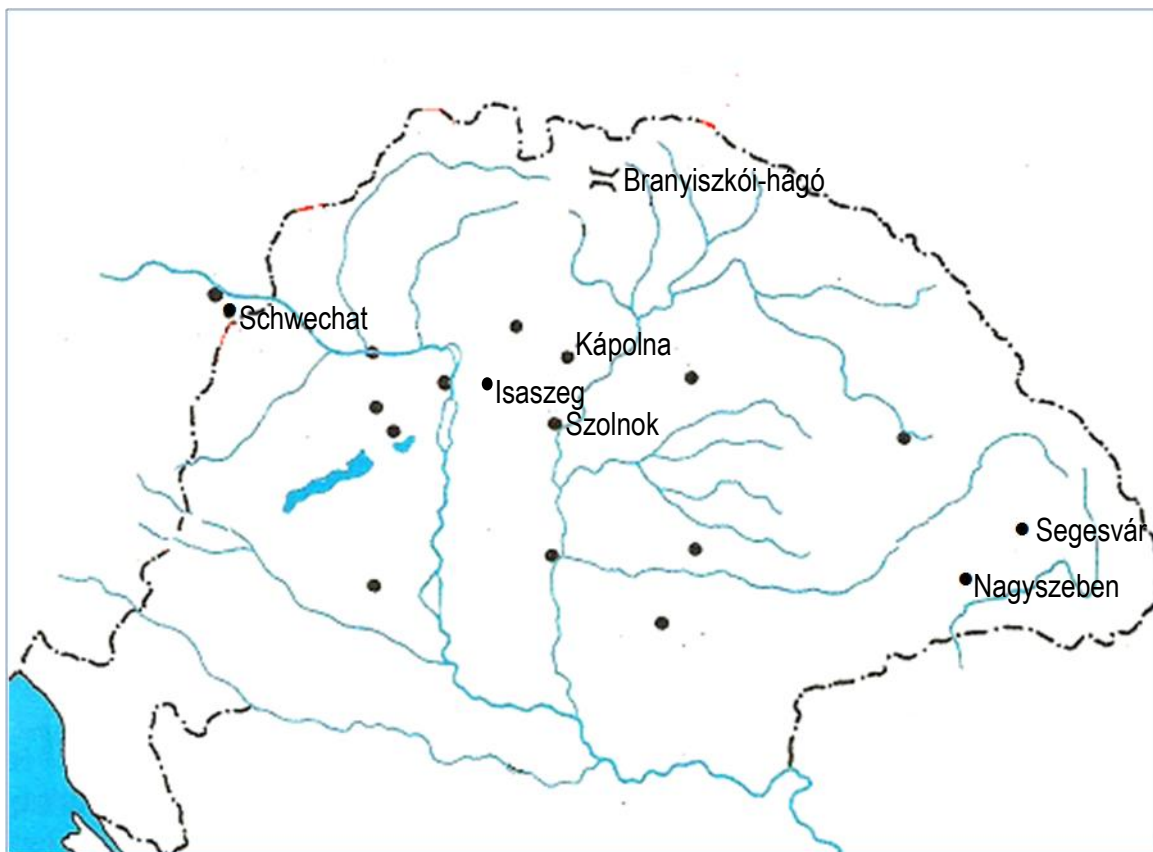 Branyiszkói-hágó
Schwechat
Kápolna
Isaszeg
Szolnok
Segesvár
Nagyszeben